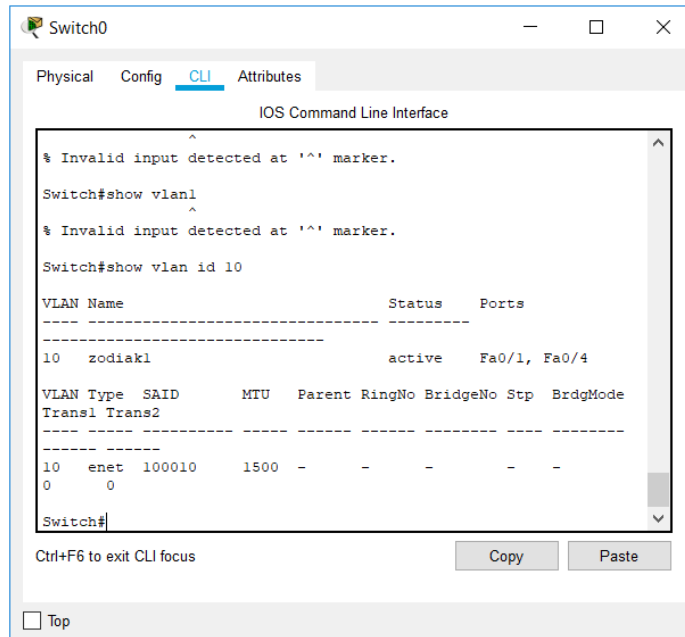 Switch0
Physical Config CLI Attributes
IOS Command Line Interface
^
% Invalid input detected at '^' marker.
Switch#show vlan1
^
% Invalid input detected at '^' marker.
Switch#show vlan id 10
VLAN Name Status Ports
---- -------------------------------- ---------
-------------------------------
10 zodiak1 active Fa0/1, Fa0/4
VLAN Type SAID MTU Parent RingNo BridgeNo Stp BrdgMode
Trans1 Trans2
---- ----- ---------- ----- ------ ------ -------- ---- --------
------ ------
10 enet 100010 1500 - - - - -
0 0
Switch#
Ctrl+F6 to exit CLI focus
Copy Paste
Top